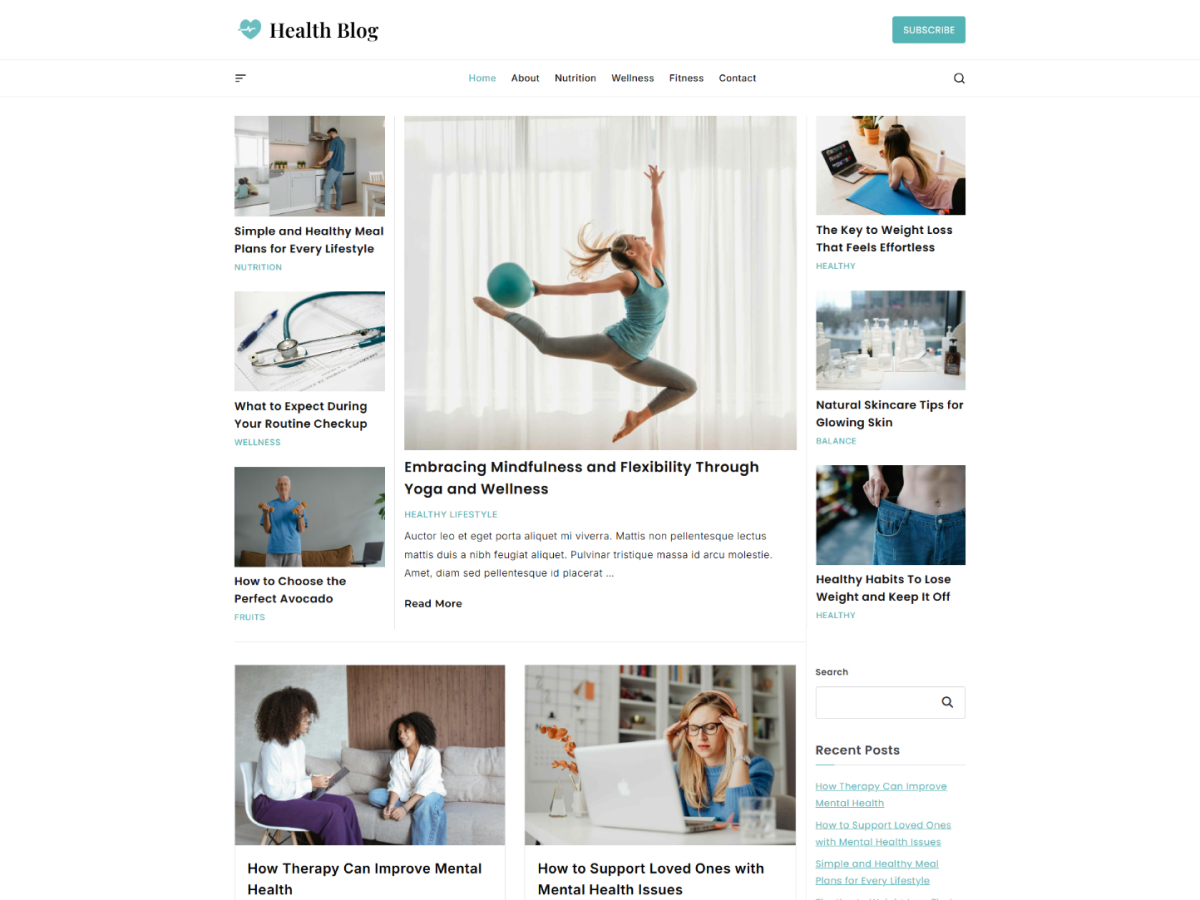 Health Blog
SUBSCRIBE
Home About Nutrition Wellness Fitness Contact
Simple and Healthy Meal
Plans for Every Lifestyle
NUTRITION
What to Expect During
Your Routine Checkup
WELLNESS
How to Choose the
Perfect Avocado
FRUITS
Embracing Mindfulness and Flexibility Through
Yoga and Wellness
HEALTHY LIFESTYLE
Auctor leo et eget porta aliquet mi viverra. Mattis non pellentesque lectus
mattis duis a nibh feugiat aliquet. Pulvinar tristique massa id arcu molestie.
Amet, diam sed pellentesque id placerat ...
Read More
The Key to Weight Loss
That Feels Effortless
HEALTHY
Natural Skincare Tips for
Glowing Skin
BALANCE
Healthy Habits To Lose
Weight and Keep It Off
HEALTHY
How Therapy Can Improve Mental
Health
How to Support Loved Ones with
Mental Health Issues
Search
Recent Posts
How Therapy Can Improve
Mental Health
How to Support Loved Ones
with Mental Health Issues
Simple and Healthy Meal
Plans for Every Lifestyle